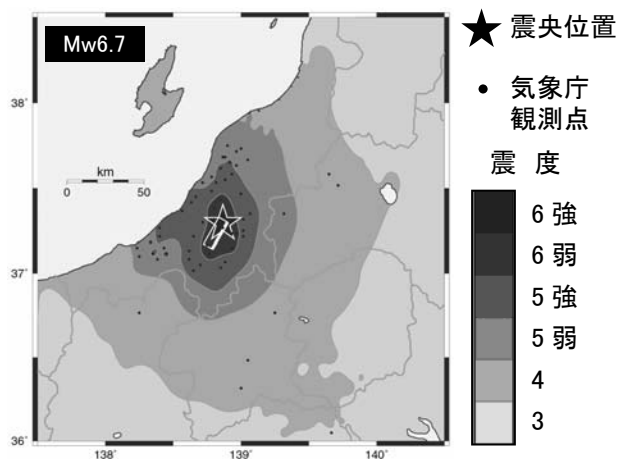 Mw6.7
38˚
37˚
36˚
138˚
139˚
140˚
km
0 50
震央位置
気象庁
観測点
震 度
6 強
6 弱
5 強
5 弱
4
3